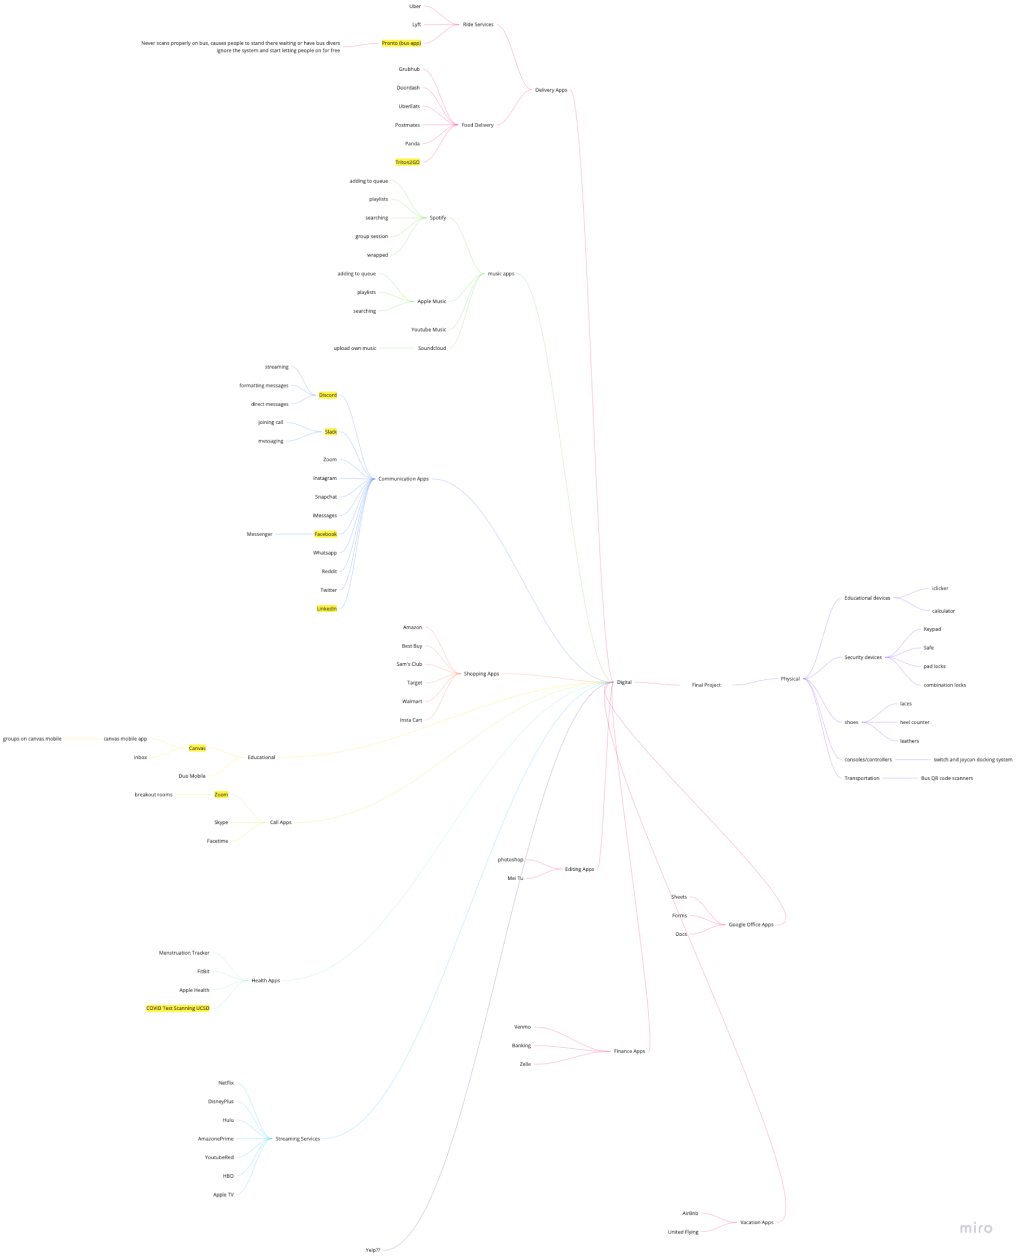 Uber
Lyft
Ride Services
Never scans properly on bus, causes people to stand there waiting or have bus divers
ignore the system and start letting people on for free
Pronto (bus app)
Grubhub
Doordash
UberEats
Postmates
Panda
Triton2GO
Food Delivery
Delivery Apps
adding to queue
playlists
searching
group session
wrapped
Spotify
adding to queue
playlists
searching
Apple Music
Youtube Music
upload own music
Soundcloud
music apps
streaming
formatting messages
direct messages
Discord
joining call
messaging
Slack
Zoom
Instagram
Snapchat
iMessages
Messenger
Facebook
Whatsapp
Reddit
Twitter
LinkedIn
Communication Apps
Amazon
Best Buy
Sam's Club
Target
Walmart
Insta Cart
Shopping Apps
groups on canvas mobile
canvas mobile app
inbox
Canvas
Duo Mobile
Educational
breakout rooms
Zoom
Skype
Facetime
Call Apps
Menstruation Tracker
FitBit
Apple Health
COVID Test Scanning UCSD
Health Apps
Netflix
DisneyPlus
Hulu
AmazonePrime
YoutubeRed
HBO
Apple TV
Streaming Services
Yelp??
photoshop
Mei Tu
Editing Apps
Sheets
Forms
Docs
Google Office Apps
Vanmo
Banking
Zelle
Finance Apps
AirBnb
United Flying
Vacation Apps
Digital
Final Project
Physical
Educational devices
iclicker
calculator
Security devices
Keypad
Safe
pad locks
combination locks
shoes
laces
heel counter
leathers
consoles/controllers
switch and joycon docking system
Transportation
Bus QR code scanners
miro